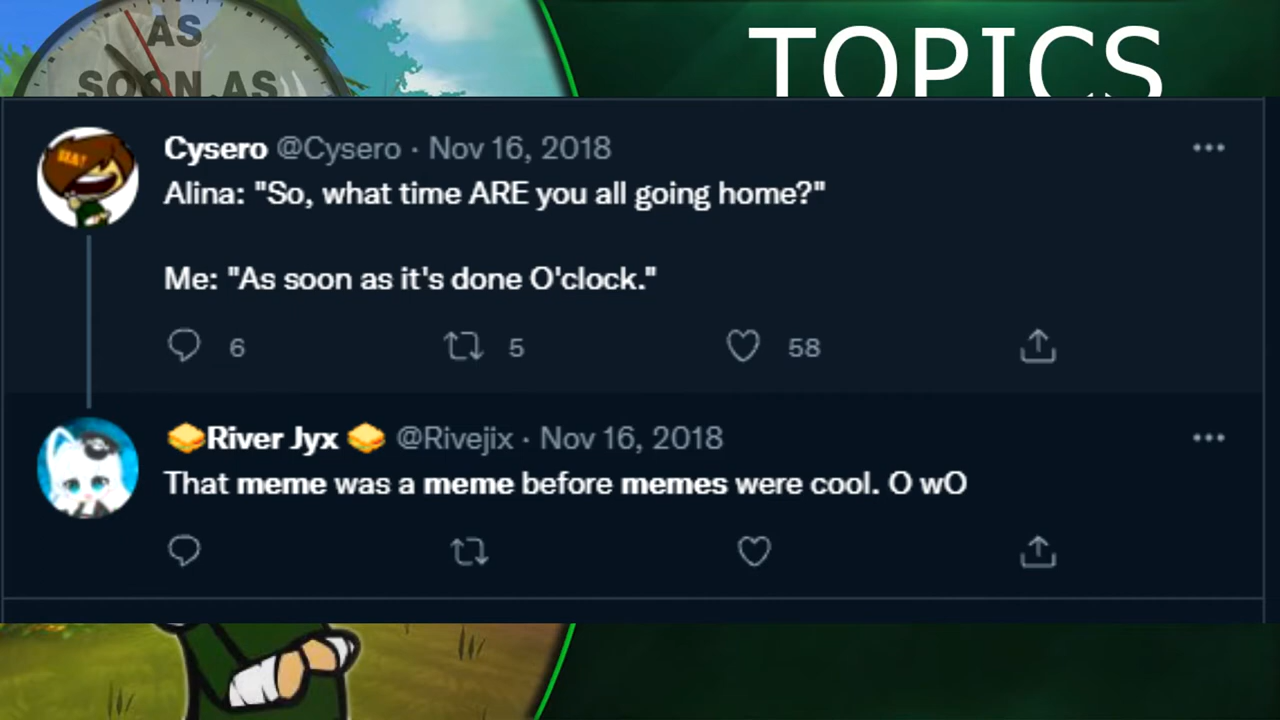 AS
SOON AS
TOPICS
Cysero @Cysero · Nov 16, 2018
Alina: "So, what time ARE you all going home?"
Me: "As soon as it's done O'clock."
6 5 58
River Jyx @Rivejix · Nov 16, 2018
That meme was a meme before memes were cool. O wO